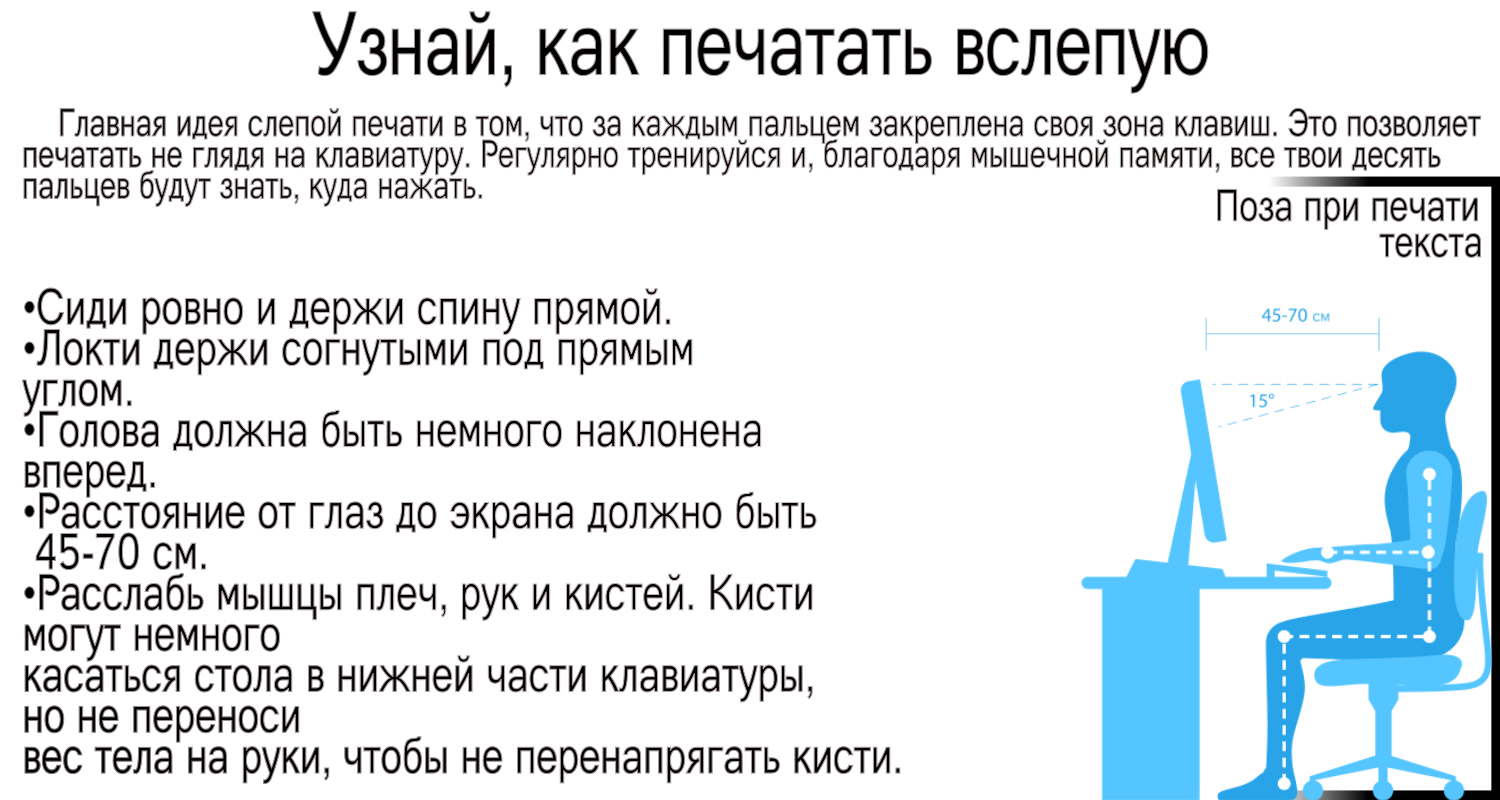 Узнай, как печатать вслепую
Главная идея слепой печати в том, что за каждым пальцем закреплена своя зона клавиш. Это позволяет
печатать не глядя на клавиатуру. Регулярно тренируйся и, благодаря мышечной памяти, все твои десять
пальцев будут знать, куда нажать.
Поза при печати
текста
•Сиди ровно и держи спину прямой.
•Локти держи согнутыми под прямым
углом.
•Голова должна быть немного наклонена
вперед.
•Расстояние от глаз до экрана должно быть
45-70 см.
•Расслабь мышцы плеч, рук и кистей. Кисти
могут немного
касаться стола в нижней части клавиатуры,
но не переноси
вес тела на руки, чтобы не перенапрягать кисти.
45-70 см
15°